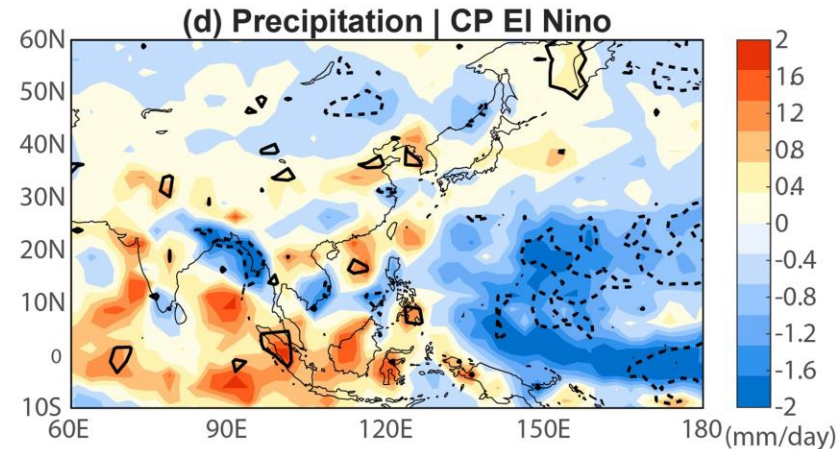 (d) Precipitation | CP El Nino
60N
50N
40N
30N
20N
10N
0
10S
60E
90E
120E
150E
180
2
1.6
1.2
0.8
0.4
0
-0.4
-0.8
-1.2
-1.6
-2
(mm/day)